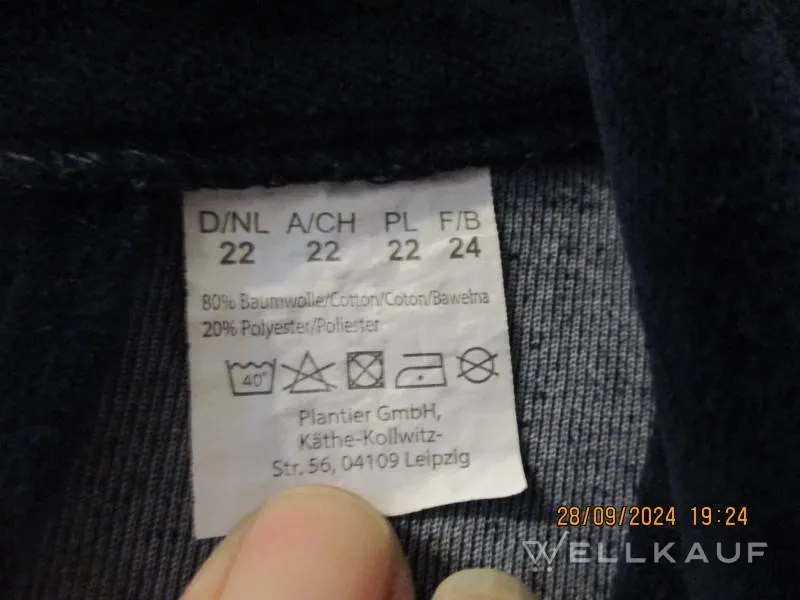 D/NL A/CH PL F/B
22 22 22 24
80% Baumwolle/Cotton/Coton/Bawełna
20% Polyester/Poliester
40°
Plantier GmbH,
Käthe-Kollwitz-
Str. 56, 04109 Leipzig
28/09/2024 19:24
WELLKAUF